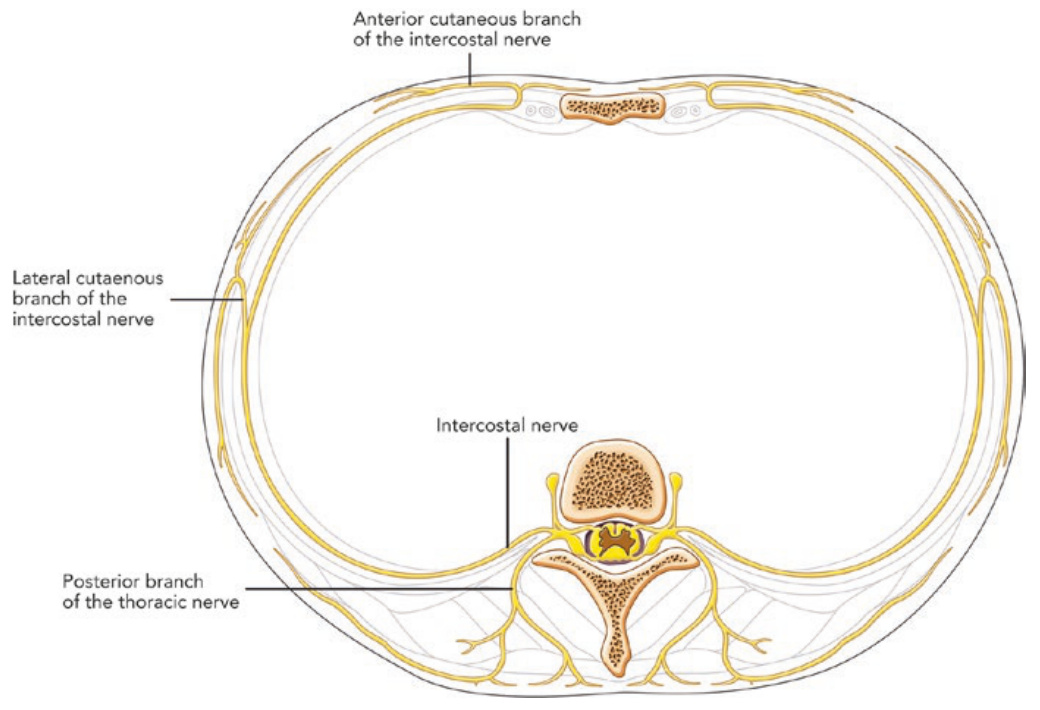 Anterior cutaneous branch
of the intercostal nerve
Lateral cutaenous
branch of the
intercostal nerve
Intercostal nerve
Posterior branch
of the thoracic nerve